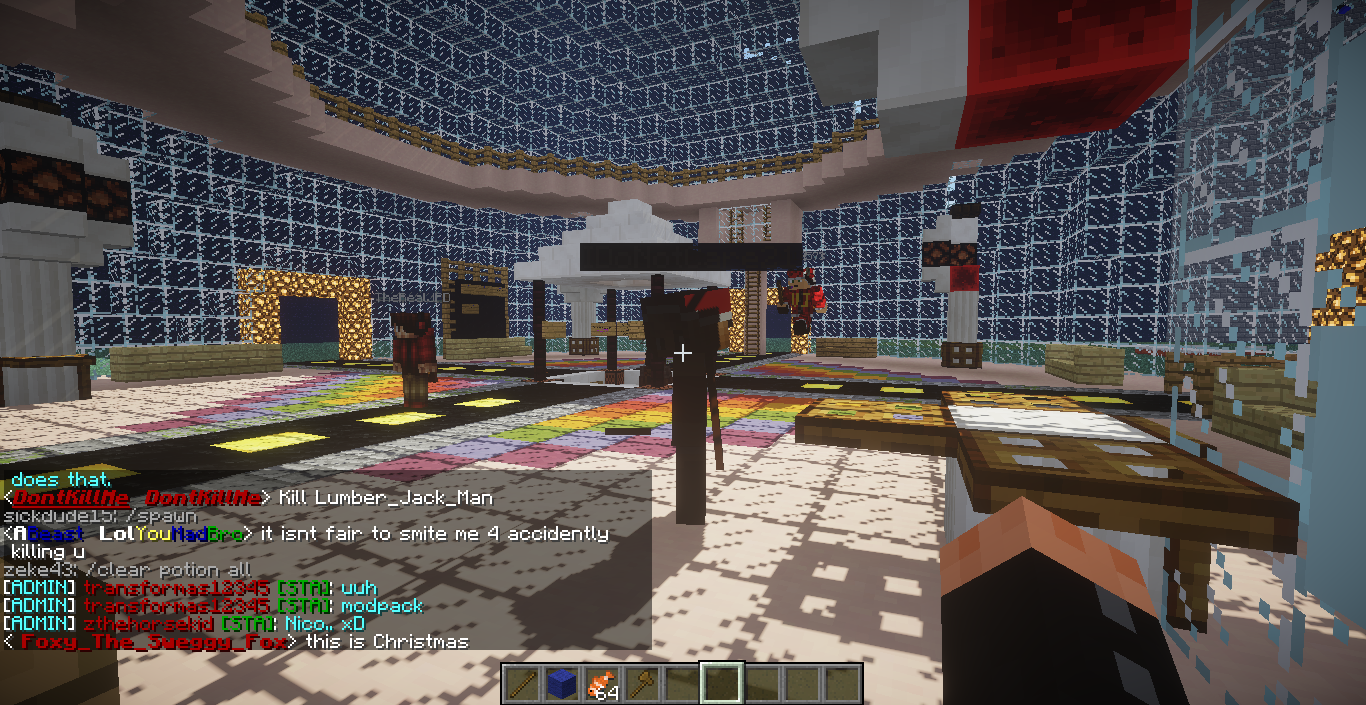 TheRealJPD
does that.
<DontKillMe DontKillMe> Kill Lumber_Jack_Man
sickdude15: /spawn
<ABeast LolYouMadBro> it isnt fair to smite me 4 accidently
killing u
zeke43: /clear potion all
[ADMIN] transformas12345 [STA]: uuh
[ADMIN] transformas12345 [STA]: modpack
[ADMIN] zthehorsekid [STA]: Nico.. xD
< Foxy_The_Sweggy_Fox> this is Christmas
64